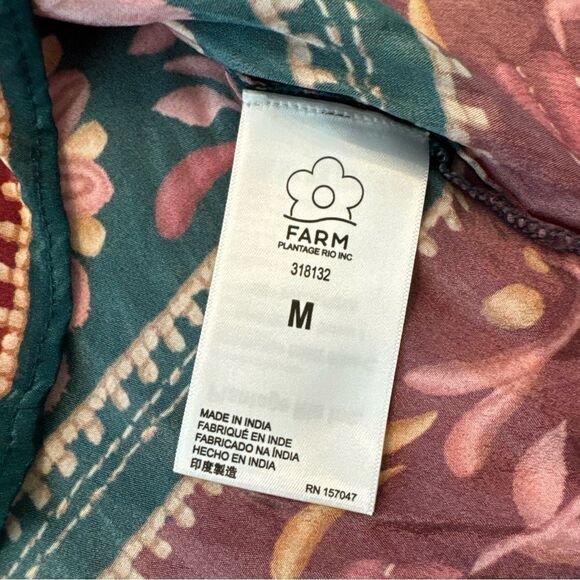 FARM
PLANTAGE RIO INC
318132
M
MADE IN INDIA
FABRIQUÉ EN INDE
FABRICADO NA ÍNDIA
HECHO EN INDIA
印度製造
RN 157047